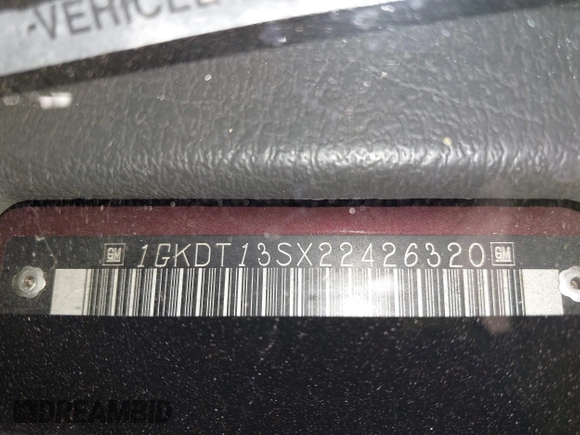 -VEHICLE
GM 1GKDT13SX22426320 GM
DREAMBID